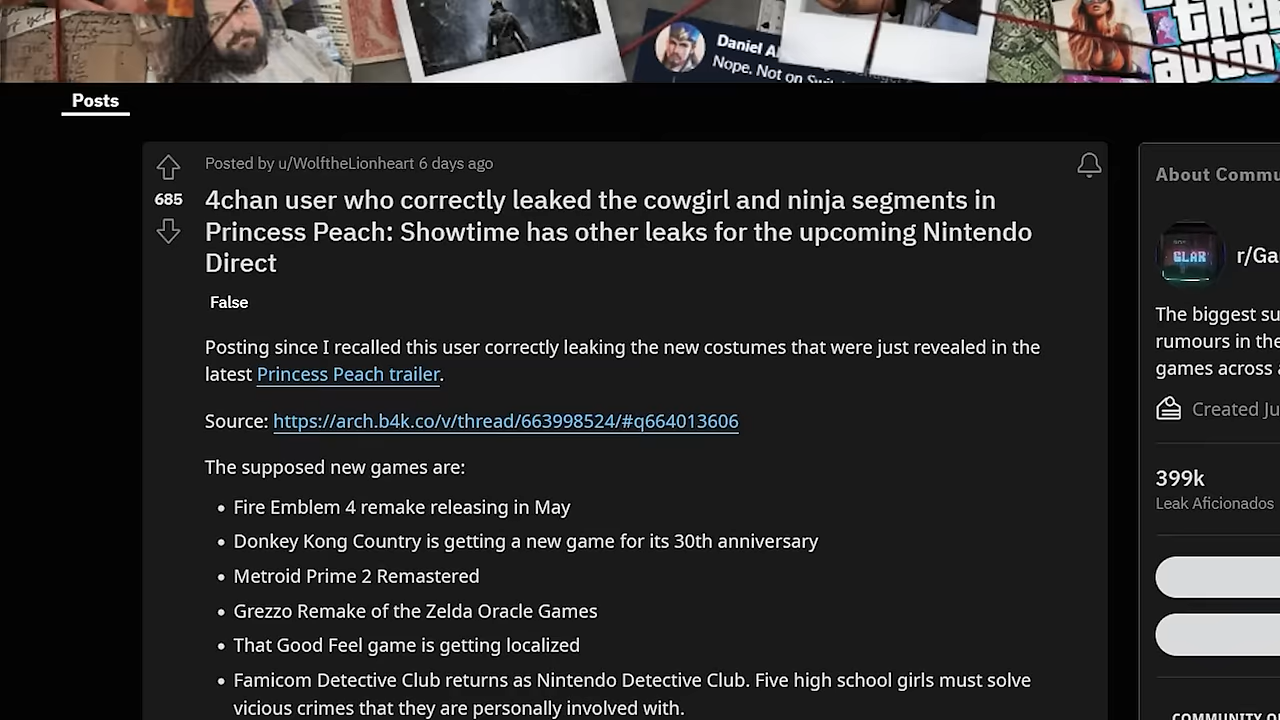 Daniel
Nope. Not on
the
auto
Posts
Posted by u/WolftheLionheart 6 days ago
685
4chan user who correctly leaked the cowgirl and ninja segments in
Princess Peach: Showtime has other leaks for the upcoming Nintendo
Direct
False
Posting since I recalled this user correctly leaking the new costumes that were just revealed in the
latest Princess Peach trailer.
Source: https://arch.b4k.co/v/thread/663998524/#q664013606
The supposed new games are:
• Fire Emblem 4 remake releasing in May
• Donkey Kong Country is getting a new game for its 30th anniversary
• Metroid Prime 2 Remastered
• Grezzo Remake of the Zelda Oracle Games
• That Good Feel game is getting localized
• Famicom Detective Club returns as Nintendo Detective Club. Five high school girls must solve
vicious crimes that they are personally involved with.
About Commu
GLAR
r/Ga
The biggest su
rumours in the
games across a
Created Ju
399k
Leak Aficionados